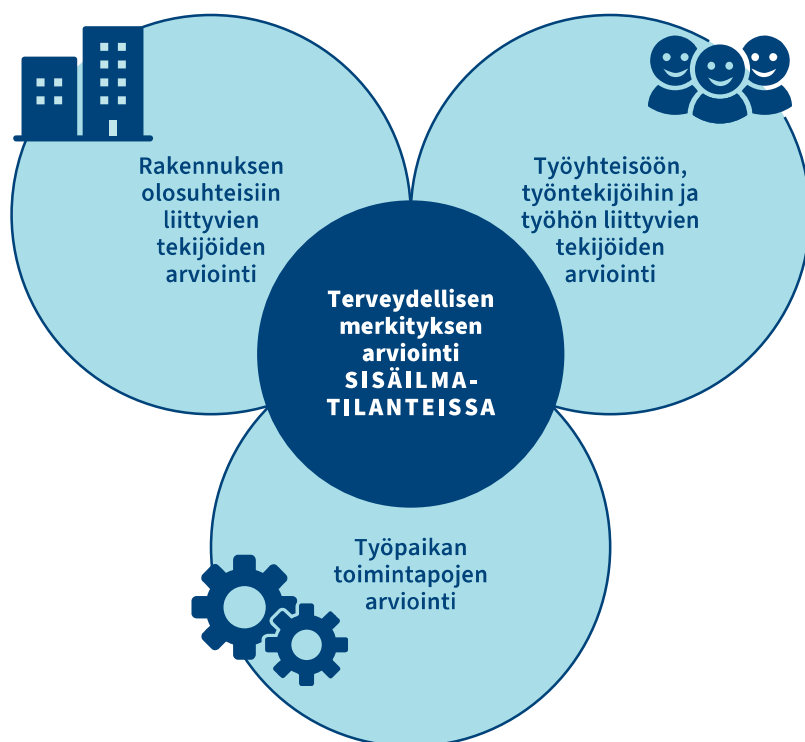 Rakennuksen
olosuhteisiin
liittyvien
tekijöiden
arviointi
Työyhteisöön,
työntekijöihin ja
työhön liittyvien
tekijöiden
arviointi
Terveydellisen
merkityksen
arviointi
SISÄILMA-
TILANTEISSA
Työpaikan
toimintapojen
arviointi